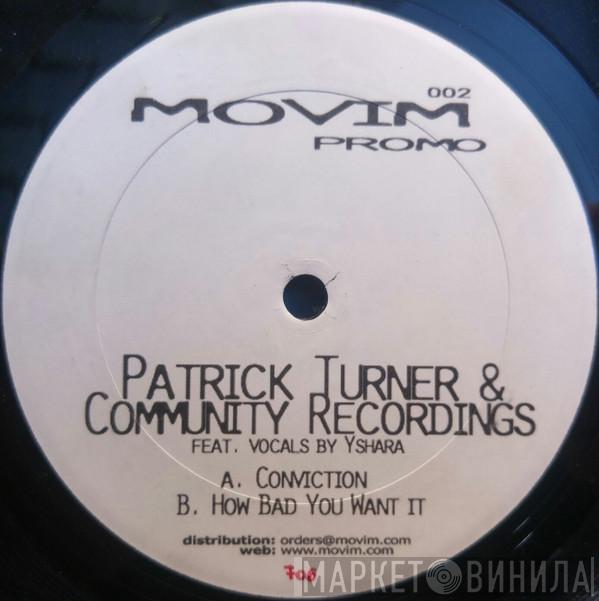 002
MOVIM
PROMO
PATRICK TURNER &
COMMUNITY RECORDINGS
FEAT. VOCALS BY YSHARA
A. CONVICTION
B. HOW BAD YOU WANT IT
distribution: orders@movim.com
web: www.movim.com
706
МАРКЕТ ВИНИЛА